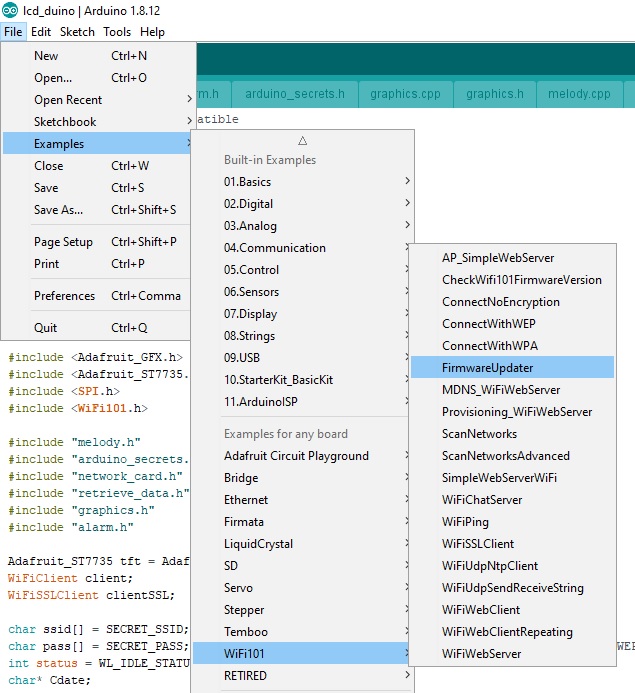 lcd_duino | Arduino 1.8.12
File Edit Sketch Tools Help
New Ctrl+N
Open... Ctrl+O
Open Recent
Sketchbook
Examples
Close Ctrl+W
Save Ctrl+S
Save As... Ctrl+Shift+S
Page Setup Ctrl+Shift+P
Print Ctrl+P
Preferences Ctrl+Comma
Quit Ctrl+Q
rm.h arduino_secrets.h graphics.cpp graphics.h melody.cpp
atible
Built-in Examples
01.Basics
02.Digital
03.Analog
04.Communication
05.Control
06.Sensors
07.Display
08.Strings
09.USB
10.StarterKit_BasicKit
11.ArduinoISP
Examples for any board
Adafruit Circuit Playground
Bridge
Ethernet
Firmata
LiquidCrystal
SD
Servo
Stepper
Temboo
WiFi101
RETIRED
AP_SimpleWebServer
CheckWifi101FirmwareVersion
ConnectNoEncryption
ConnectWithWEP
ConnectWithWPA
FirmwareUpdater
MDNS_WiFiWebServer
Provisioning_WiFiWebServer
ScanNetworks
ScanNetworksAdvanced
SimpleWebServerWiFi
WiFiChatServer
WiFiPing
WiFiSSLClient
WiFiUdpNtpClient
WiFiUdpSendReceiveString
WiFiWebClient
WiFiWebClientRepeating
WiFiWebServer
#include <Adafruit_GFX.h>
#include <Adafruit_ST7735.
#include <SPI.h>
#include <WiFi101.h>
#include "melody.h"
#include "arduino_secrets.
#include "network_card.h"
#include "retrieve_data.h"
#include "graphics.h"
#include "alarm.h"
Adafruit_ST7735 tft = Adaf
WiFiClient client;
WiFiSSLClient clientSSL;
char ssid[] = SECRET_SSID;
char pass[] = SECRET_PASS; WEP
int status = WL_IDLE_STATU
char* Cdate;